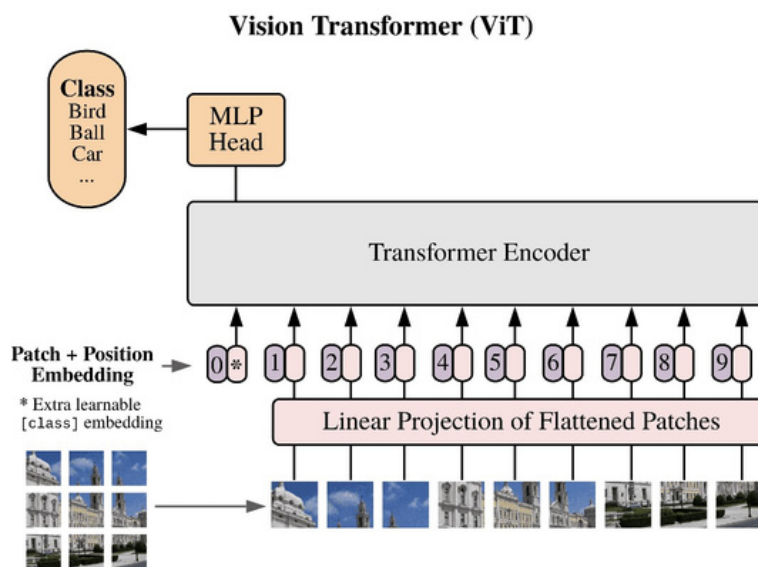 Vision Transformer (ViT)
Class
Bird
Ball
Car
...
MLP
Head
Transformer Encoder
Patch + Position
Embedding
0 * 1 2 3 4 5 6 7 8 9
* Extra learnable
[class] embedding
Linear Projection of Flattened Patches